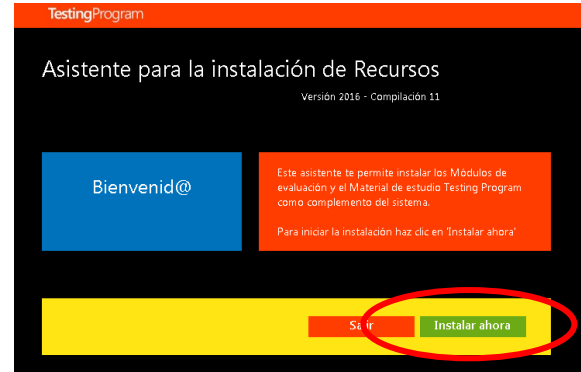 TestingProgram
Asistente para la instalación de Recursos
Versión 2016 - Compilación 11
Bienvenid@
Este asistente te permite instalar los Módulos de
evaluación y el Material de estudio Testing Program
como complemento del sistema.
Para iniciar la instalación haz clic en 'Instalar ahora'
Salir
Instalar ahora